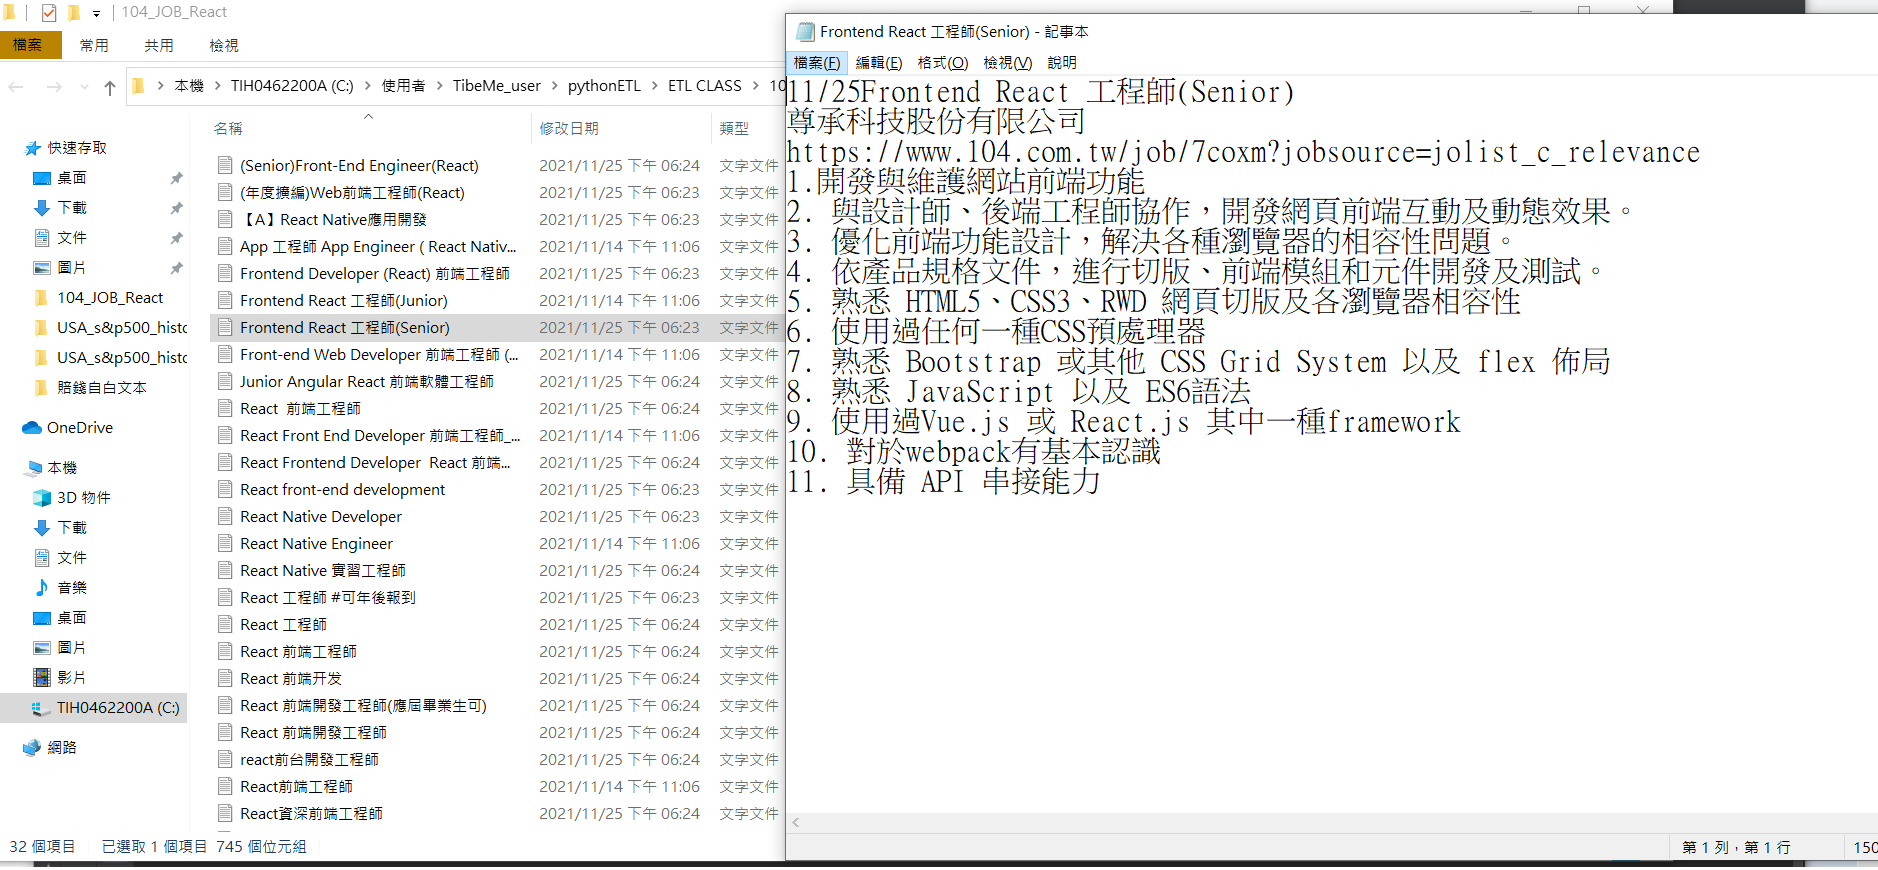 104_JOB_React
檔案 常用 共用 檢視
本機 TIH0462200A (C:) 使用者 TibeMe_user pythonETL ETL CLASS 10
名稱 修改日期 類型
快速存取
桌面
下載
文件
圖片
104_JOB_React
USA_s&p500_histo
USA_s&p500_histo
賠錢自白文本
OneDrive
本機
3D 物件
下載
文件
音樂
桌面
圖片
影片
TIH0462200A (C:)
網路
(Senior)Front-End Engineer(React) 2021/11/25 下午 06:24 文字文件
(年度擴編)Web前端工程師(React) 2021/11/25 下午 06:23 文字文件
【A】React Native應用開發 2021/11/25 下午 06:23 文字文件
App 工程師 App Engineer ( React Nativ... 2021/11/14 下午 11:06 文字文件
Frontend Developer (React) 前端工程師 2021/11/25 下午 06:23 文字文件
Frontend React 工程師(Junior) 2021/11/14 下午 11:06 文字文件
Frontend React 工程師(Senior) 2021/11/25 下午 06:23 文字文件
Front-end Web Developer 前端工程師 (... 2021/11/14 下午 11:06 文字文件
Junior Angular React 前端軟體工程師 2021/11/25 下午 06:24 文字文件
React 前端工程師 2021/11/25 下午 06:24 文字文件
React Front End Developer 前端工程師_... 2021/11/14 下午 11:06 文字文件
React Frontend Developer React 前端... 2021/11/25 下午 06:24 文字文件
React front-end development 2021/11/25 下午 06:23 文字文件
React Native Developer 2021/11/25 下午 06:23 文字文件
React Native Engineer 2021/11/14 下午 11:06 文字文件
React Native 實習工程師 2021/11/25 下午 06:24 文字文件
React 工程師 #可年後報到 2021/11/25 下午 06:23 文字文件
React 工程師 2021/11/25 下午 06:24 文字文件
React 前端工程師 2021/11/25 下午 06:24 文字文件
React 前端开发 2021/11/25 下午 06:24 文字文件
React 前端開發工程師(應屆畢業生可) 2021/11/25 下午 06:24 文字文件
React 前端開發工程師 2021/11/25 下午 06:24 文字文件
react前台開發工程師 2021/11/25 下午 06:24 文字文件
React前端工程師 2021/11/14 下午 11:06 文字文件
React資深前端工程師 2021/11/25 下午 06:24 文字文件
32 個項目 已選取 1 個項目 745 個位元組
Frontend React 工程師(Senior) - 記事本
檔案(F) 編輯(E) 格式(O) 檢視(V) 說明
11/25Frontend React 工程師(Senior)
尊承科技股份有限公司
https://www.104.com.tw/job/7coxm?jobsource=jolist_c_relevance
1.開發與維護網站前端功能
2. 與設計師、後端工程師協作，開發網頁前端互動及動態效果。
3. 優化前端功能設計，解決各種瀏覽器的相容性問題。
4. 依產品規格文件，進行切版、前端模組和元件開發及測試。
5. 熟悉 HTML5、CSS3、RWD 網頁切版及各瀏覽器相容性
6. 使用過任何一種CSS預處理器
7. 熟悉 Bootstrap 或其他 CSS Grid System 以及 flex 佈局
8. 熟悉 JavaScript 以及 ES6語法
9. 使用過Vue.js 或 React.js 其中一種framework
10. 對於webpack有基本認識
11. 具備 API 串接能力
第 1 列，第 1 行 150